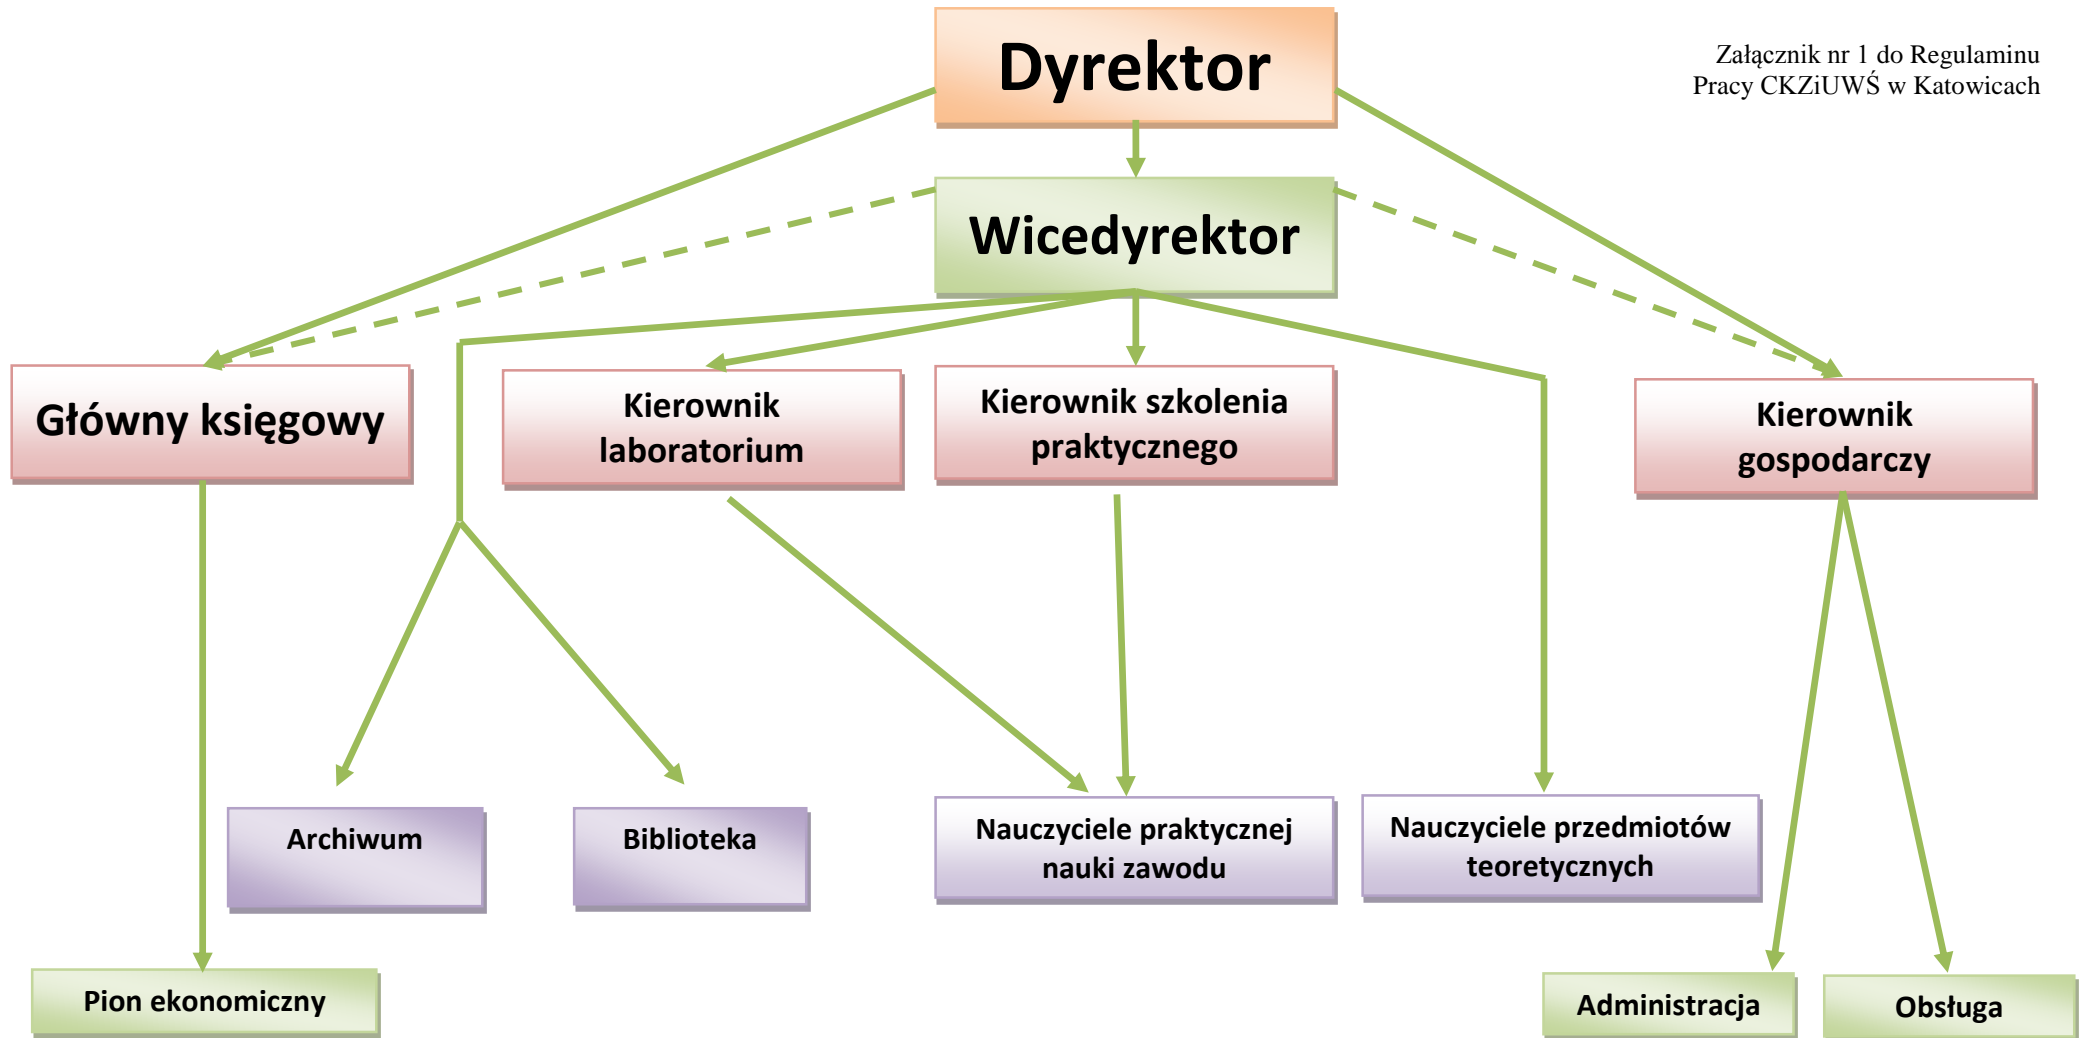 Dyrektor
Załącznik nr 1 do Regulaminu
Pracy CKZiUWŚ w Katowicach
Wicedyrektor
Główny księgowy
Kierownik
laboratorium
Kierownik szkolenia
praktycznego
Kierownik
gospodarczy
Archiwum
Biblioteka
Nauczyciele praktycznej
nauki zawodu
Nauczyciele przedmiotów
teoretycznych
Pion ekonomiczny
Administracja
Obsługa